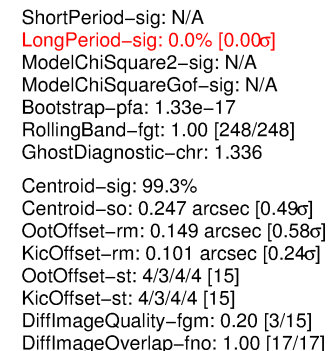 ShortPeriod-sig: N/A
LongPeriod-sig: 0.0% [0.00σ]
ModelChiSquare2-sig: N/A
ModelChiSquareGof-sig: N/A
Bootstrap-pfa: 1.33e-17
RollingBand-fgt: 1.00 [248/248]
GhostDiagnostic-chr: 1.336
Centroid-sig: 99.3%
Centroid-so: 0.247 arcsec [0.49σ]
OotOffset-rm: 0.149 arcsec [0.58σ]
KicOffset-rm: 0.101 arcsec [0.24σ]
OotOffset-st: 4/3/4/4 [15]
KicOffset-st: 4/3/4/4 [15]
DiffImageQuality-fgm: 0.20 [3/15]
DiffImageOverlap-fno: 1.00 [17/17]